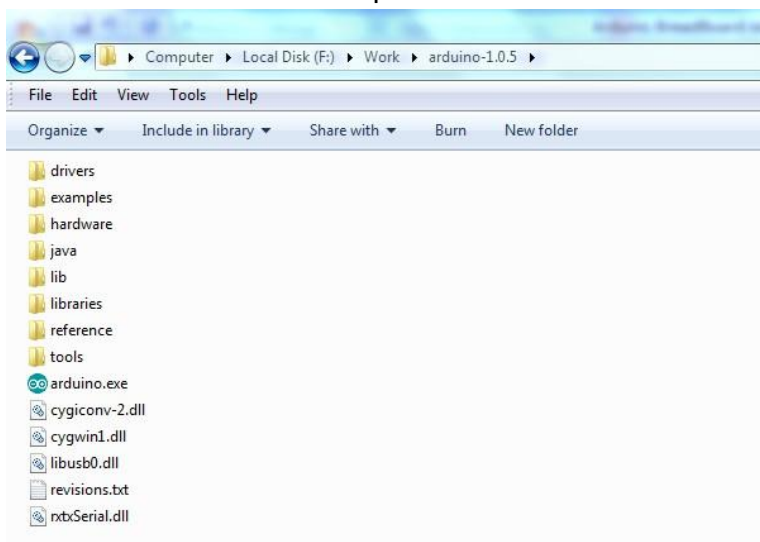 Computer ▸ Local Disk (F:) ▸ Work ▸ arduino-1.0.5 ▸
File Edit View Tools Help
Organize ▾ Include in library ▾ Share with ▾ Burn New folder
drivers
examples
hardware
java
lib
libraries
reference
tools
arduino.exe
cygiconv-2.dll
cygwin1.dll
libusb0.dll
revisions.txt
rxtxSerial.dll